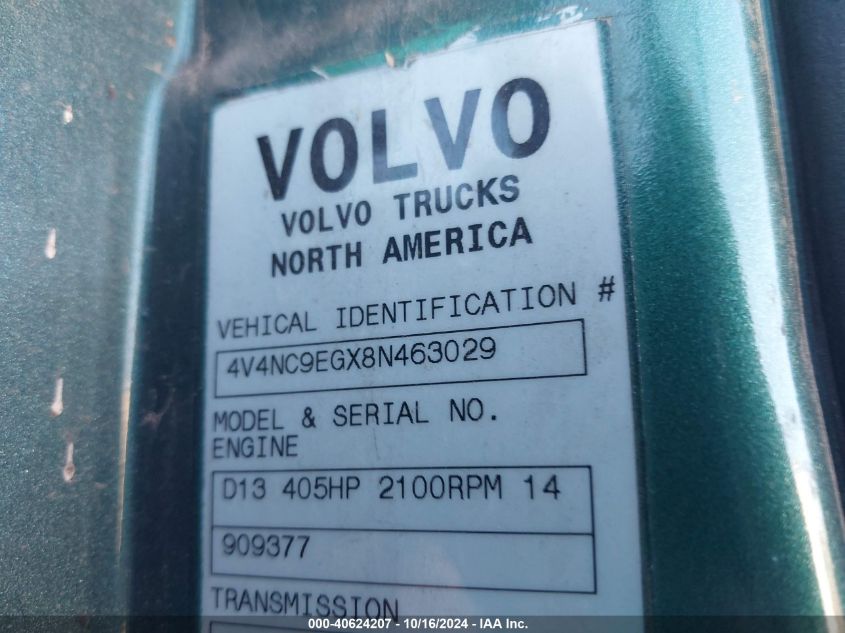 VOLVO
VOLVO TRUCKS
NORTH AMERICA
VEHICAL IDENTIFICATION #
4V4NC9EGX8N463029
MODEL & SERIAL NO.
ENGINE
D13 405HP 2100RPM 14
909377
TRANSMISSION
000-40624207 - 10/16/2024 - IAA Inc.